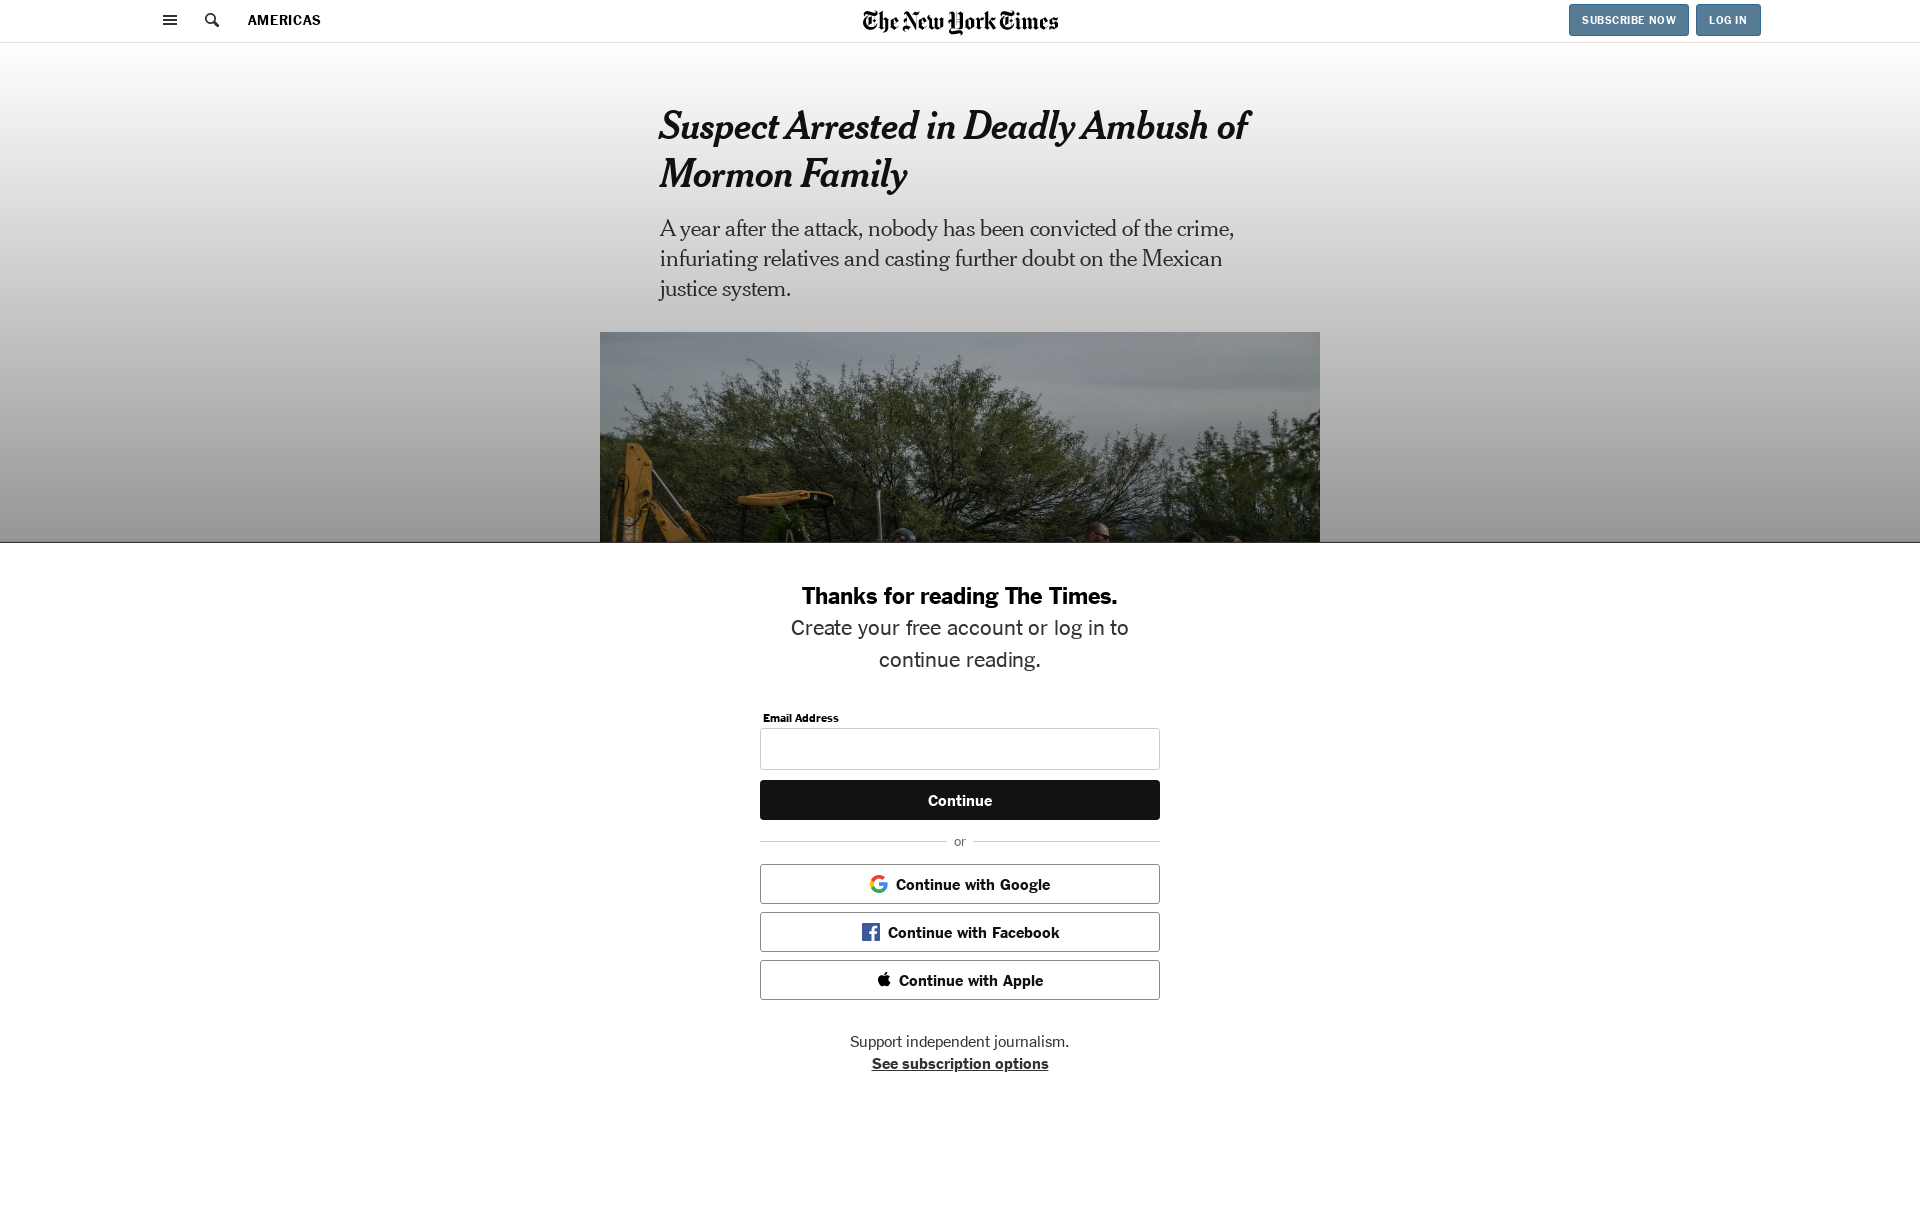 AMERICAS
The New York Times
SUBSCRIBE NOW
LOG IN
Suspect Arrested in Deadly Ambush of
Mormon Family
A year after the attack, nobody has been convicted of the crime,
infuriating relatives and casting further doubt on the Mexican
justice system.
Thanks for reading The Times.
Create your free account or log in to
continue reading.
Email Address
Continue
or
Continue with Google
Continue with Facebook
Continue with Apple
Support independent journalism.
See subscription options